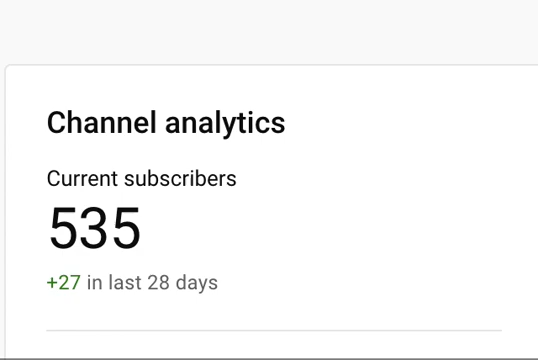 Channel analytics
Current subscribers
535
+27 in last 28 days